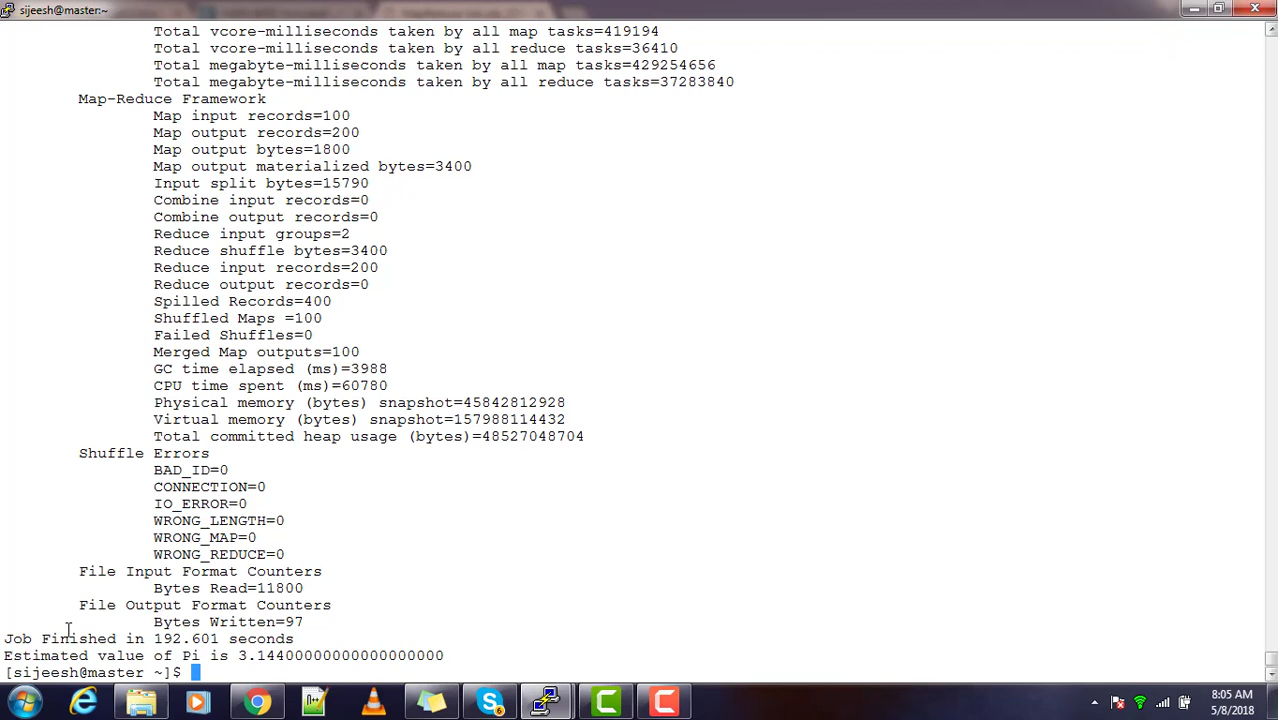 sijeesh@master:~
Total vcore-milliseconds taken by all map tasks=419194
Total vcore-milliseconds taken by all reduce tasks=36410
Total megabyte-milliseconds taken by all map tasks=429254656
Total megabyte-milliseconds taken by all reduce tasks=37283840
Map-Reduce Framework
Map input records=100
Map output records=200
Map output bytes=1800
Map output materialized bytes=3400
Input split bytes=15790
Combine input records=0
Combine output records=0
Reduce input groups=2
Reduce shuffle bytes=3400
Reduce input records=200
Reduce output records=0
Spilled Records=400
Shuffled Maps =100
Failed Shuffles=0
Merged Map outputs=100
GC time elapsed (ms)=3988
CPU time spent (ms)=60780
Physical memory (bytes) snapshot=45842812928
Virtual memory (bytes) snapshot=157988114432
Total committed heap usage (bytes)=48527048704
Shuffle Errors
BAD_ID=0
CONNECTION=0
IO_ERROR=0
WRONG_LENGTH=0
WRONG_MAP=0
WRONG_REDUCE=0
File Input Format Counters
Bytes Read=11800
File Output Format Counters
Bytes Written=97
Job Finished in 192.601 seconds
Estimated value of Pi is 3.14400000000000000000
[sijeesh@master ~]$
8:05 AM
5/8/2018